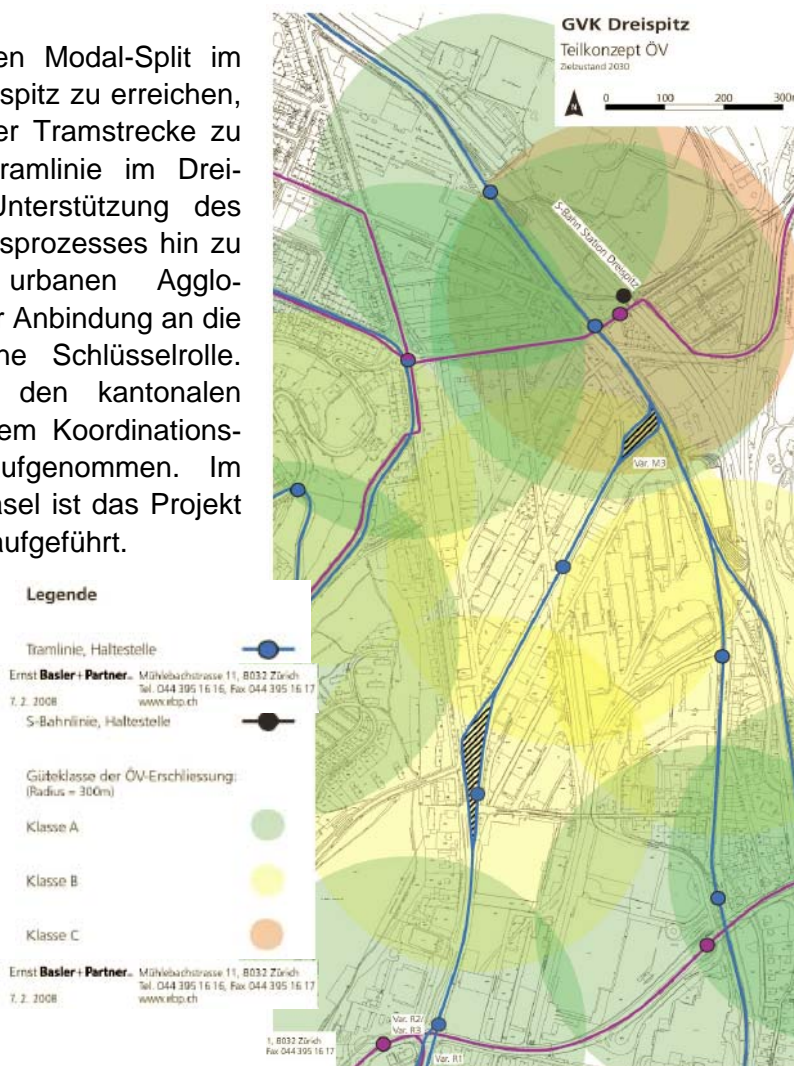 en Modal-Split im
spitz zu erreichen,
er Tramstrecke zu
ramlinie im Drei-
Unterstützung des
sprozesses hin zu
urbanen Agglo-
r Anbindung an die
ne Schlüsselrolle.
den kantonalen
em Koordinations-
ufgenommen. Im
asel ist das Projekt
aufgeführt.
GVK Dreispitz
Teilkonzept ÖV
Zielzustand 2030
N
0 100 200 300m
S-Bahn Station Dreispitz
Var. M3
Legende
Tramlinie, Haltestelle
Ernst Basler + Partner Mühlebachstrasse 11, 8032 Zürich
Tel. 044 395 16 16, Fax 044 395 16 17
7. 2. 2008 www.ebp.ch
S-Bahnlinie, Haltestelle
Güteklasse der ÖV-Erschliessung:
(Radius = 300m)
Klasse A
Klasse B
Klasse C
Ernst Basler + Partner Mühlebachstrasse 11, 8032 Zürich
Tel. 044 395 16 16, Fax 044 395 16 17
7. 2. 2008 www.ebp.ch
1, 8032 Zürich
Fax 044 395 16 17
Var. R2/
Var. R3
Var. R1